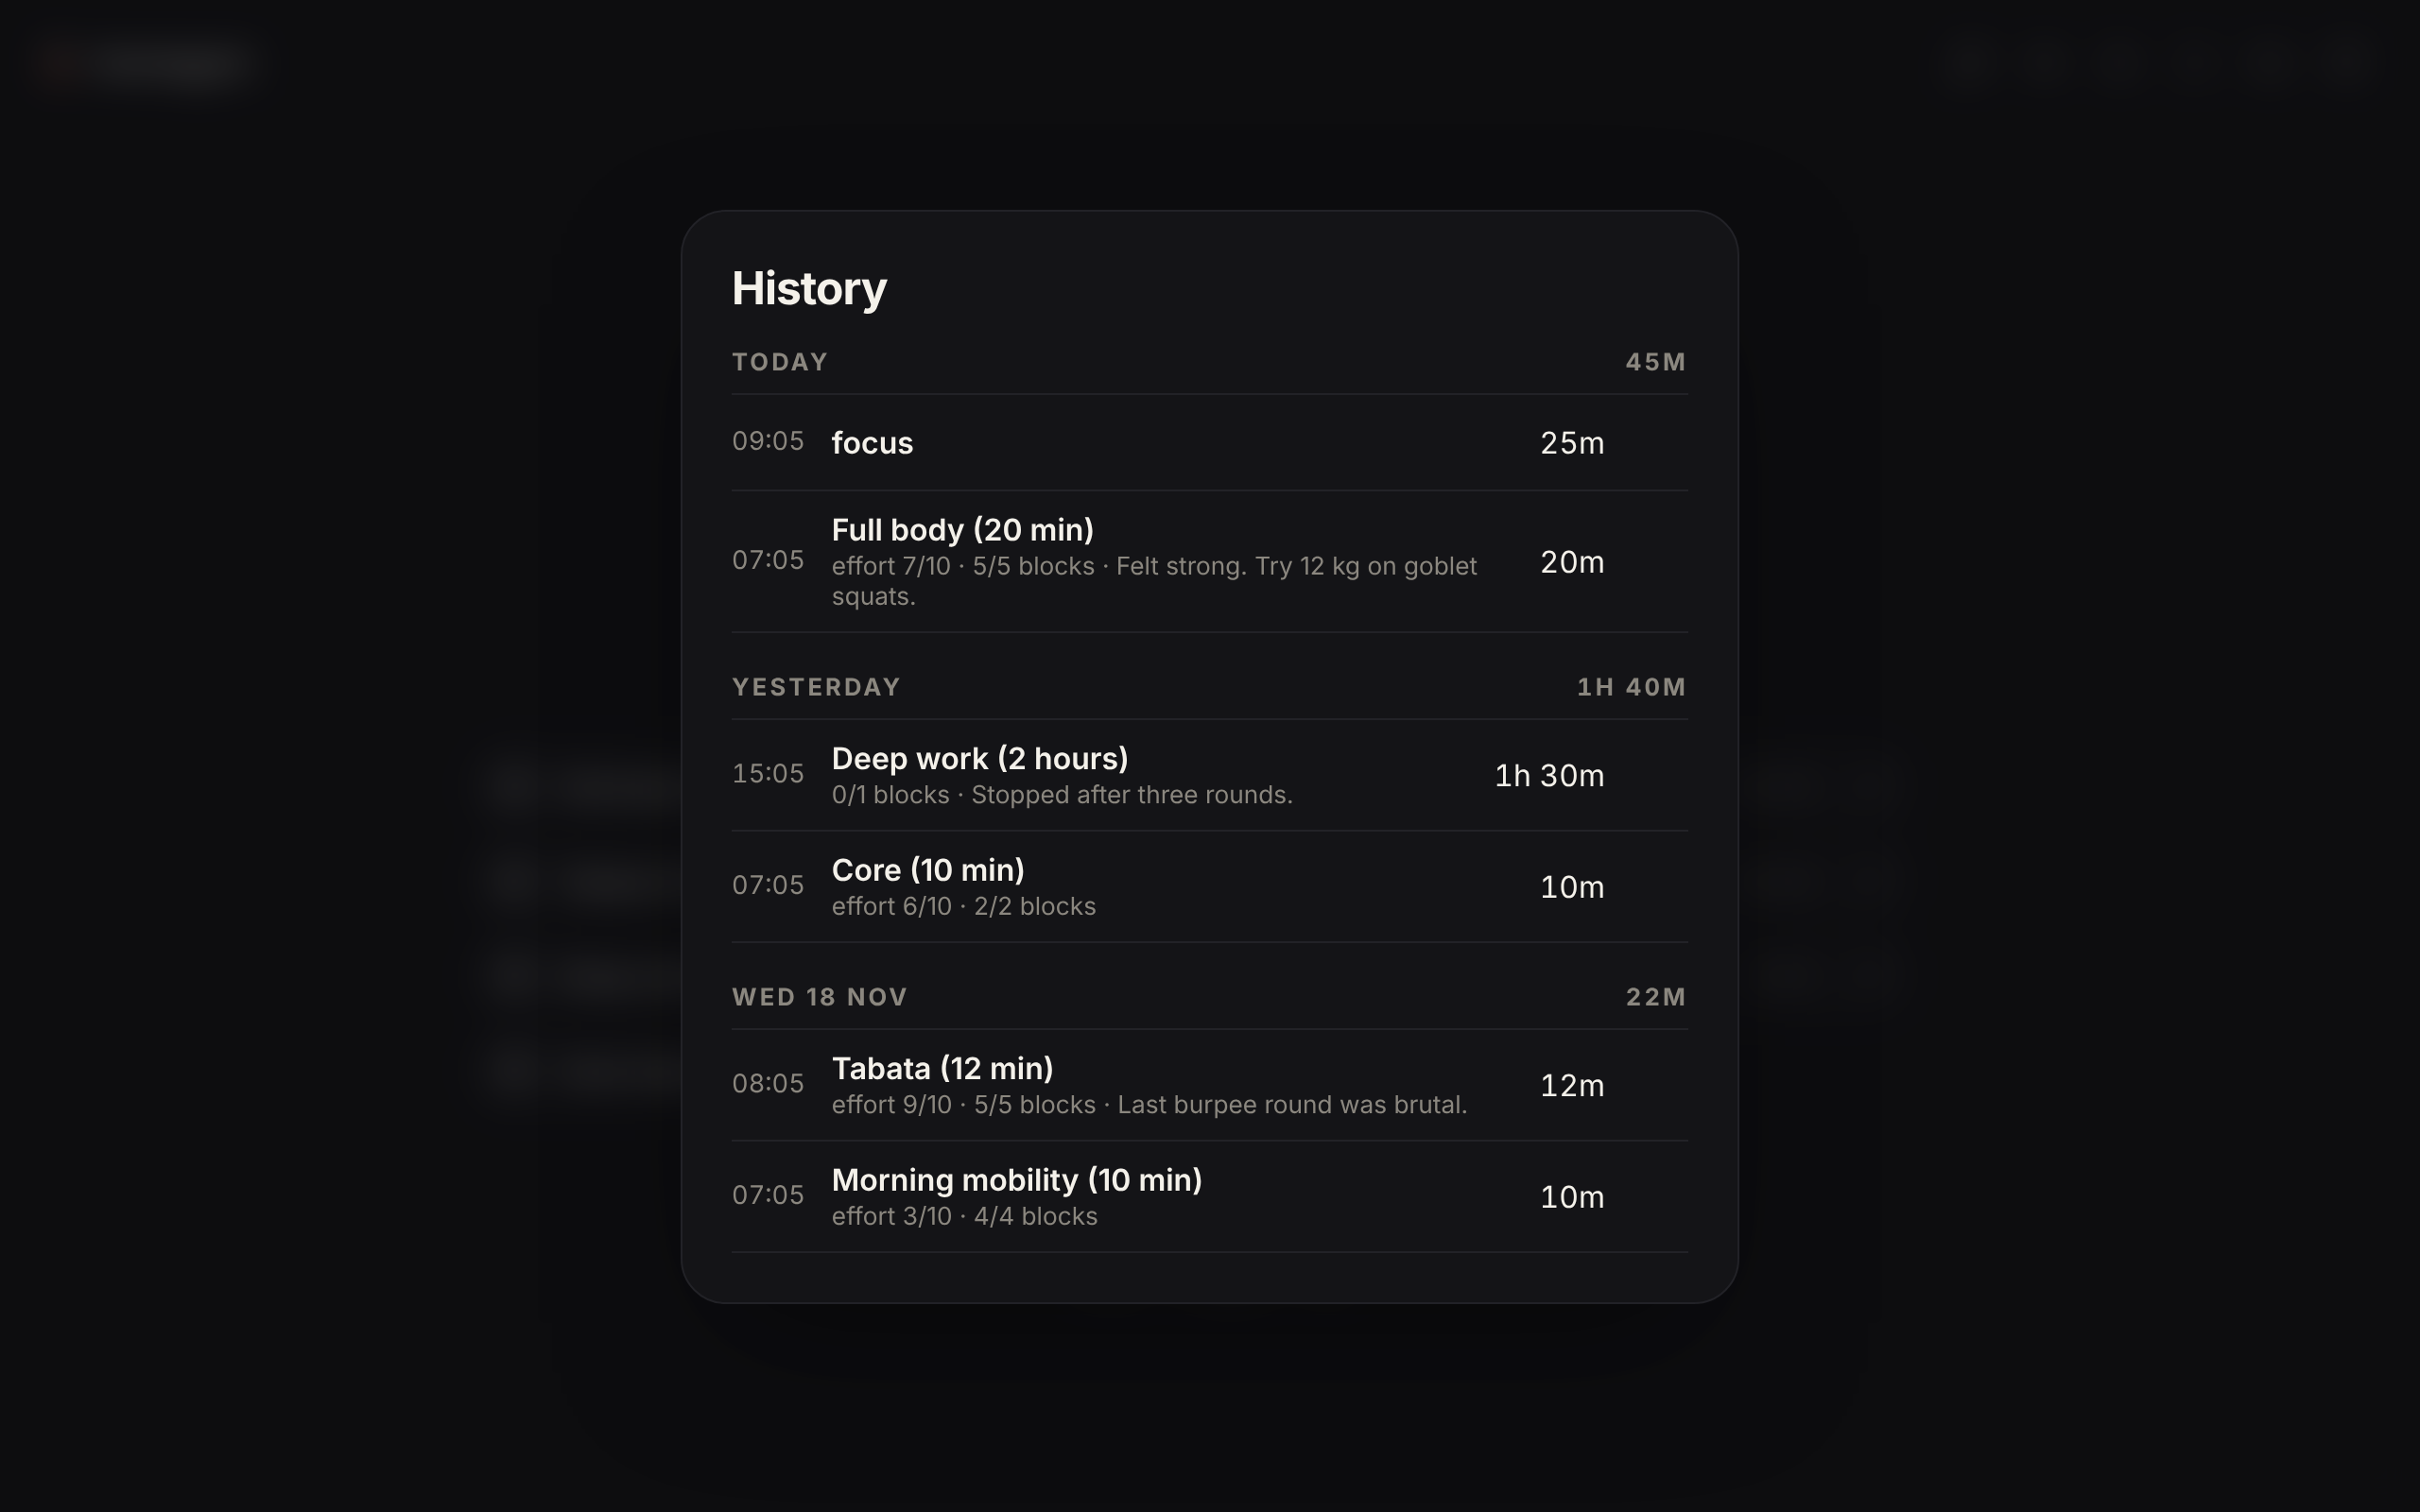 History
TODAY 45M
09:05 focus 25m
Full body (20 min)
07:05 effort 7/10 · 5/5 blocks · Felt strong. Try 12 kg on goblet 20m
squats.
YESTERDAY 1H 40M
Deep work (2 hours)
15:05 1h 30m
0/1 blocks · Stopped after three rounds.
Core (10 min)
07:05 10m
effort 6/10 · 2/2 blocks
WED 18 NOV 22M
Tabata (12 min)
08:05 12m
effort 9/10 · 5/5 blocks · Last burpee round was brutal.
Morning mobility (10 min)
07:05 10m
effort 3/10 · 4/4 blocks